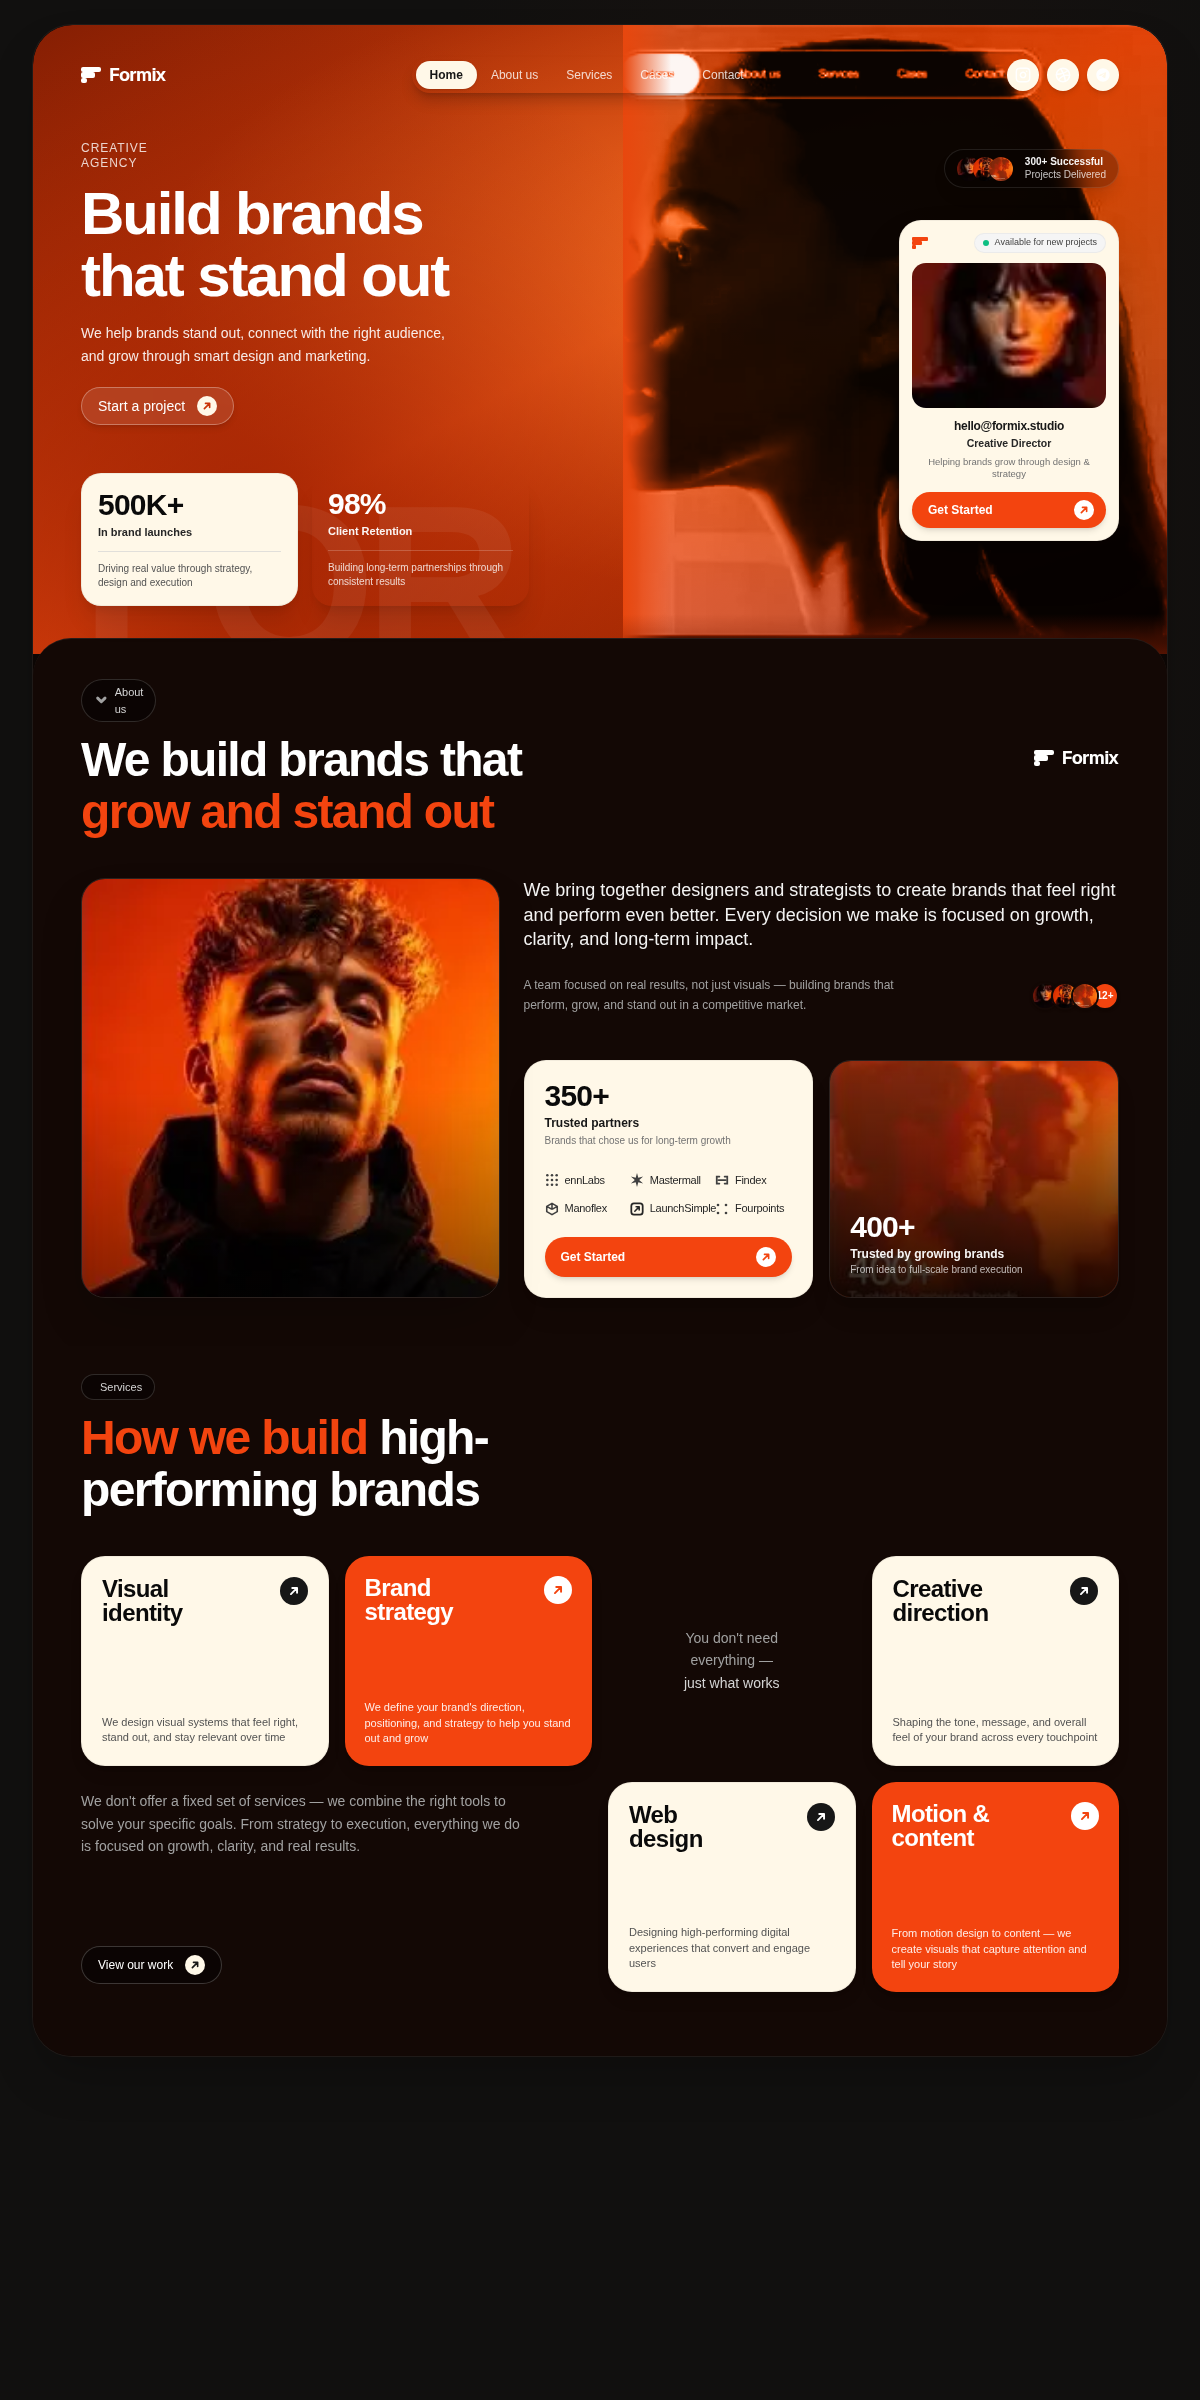 Formix
Home
About us
Services
Cases
Contact
About us
Services
Cases
Contact
CREATIVE
AGENCY
Build brands
that stand out
We help brands stand out, connect with the right audience,
and grow through smart design and marketing.
Start a project
500K+
In brand launches
Driving real value through strategy,
design and execution
98%
Client Retention
Building long-term partnerships through
consistent results
FOR
300+ Successful
Projects Delivered
Available for new projects
hello@formix.studio
Creative Director
Helping brands grow through design &
strategy
Get Started
About
us
We build brands that
grow and stand out
Formix
We bring together designers and strategists to create brands that feel right
and perform even better. Every decision we make is focused on growth,
clarity, and long-term impact.
A team focused on real results, not just visuals — building brands that
perform, grow, and stand out in a competitive market.
12+
350+
Trusted partners
Brands that chose us for long-term growth
ennLabs
Mastermall
Findex
Manoflex
LaunchSimple
Fourpoints
Get Started
400+
Trusted by growing brands
From idea to full-scale brand execution
400+
Trusted by growing brands
Services
How we build high-
performing brands
Visual
identity
We design visual systems that feel right,
stand out, and stay relevant over time
Brand
strategy
We define your brand's direction,
positioning, and strategy to help you stand
out and grow
You don't need
everything —
just what works
Creative
direction
Shaping the tone, message, and overall
feel of your brand across every touchpoint
We don't offer a fixed set of services — we combine the right tools to
solve your specific goals. From strategy to execution, everything we do
is focused on growth, clarity, and real results.
View our work
Web
design
Designing high-performing digital
experiences that convert and engage
users
Motion &
content
From motion design to content — we
create visuals that capture attention and
tell your story